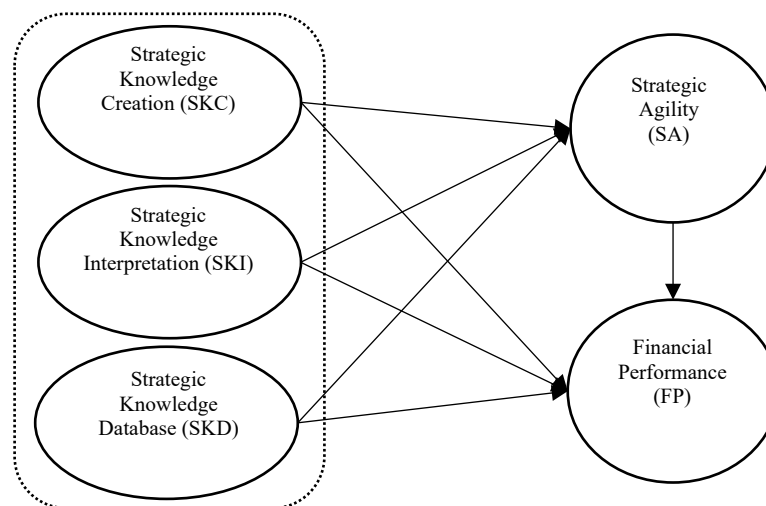 Strategic
Knowledge
Creation (SKC)
Strategic
Agility
(SA)
Strategic
Knowledge
Interpretation (SKI)
Strategic
Knowledge
Database (SKD)
Financial
Performance
(FP)